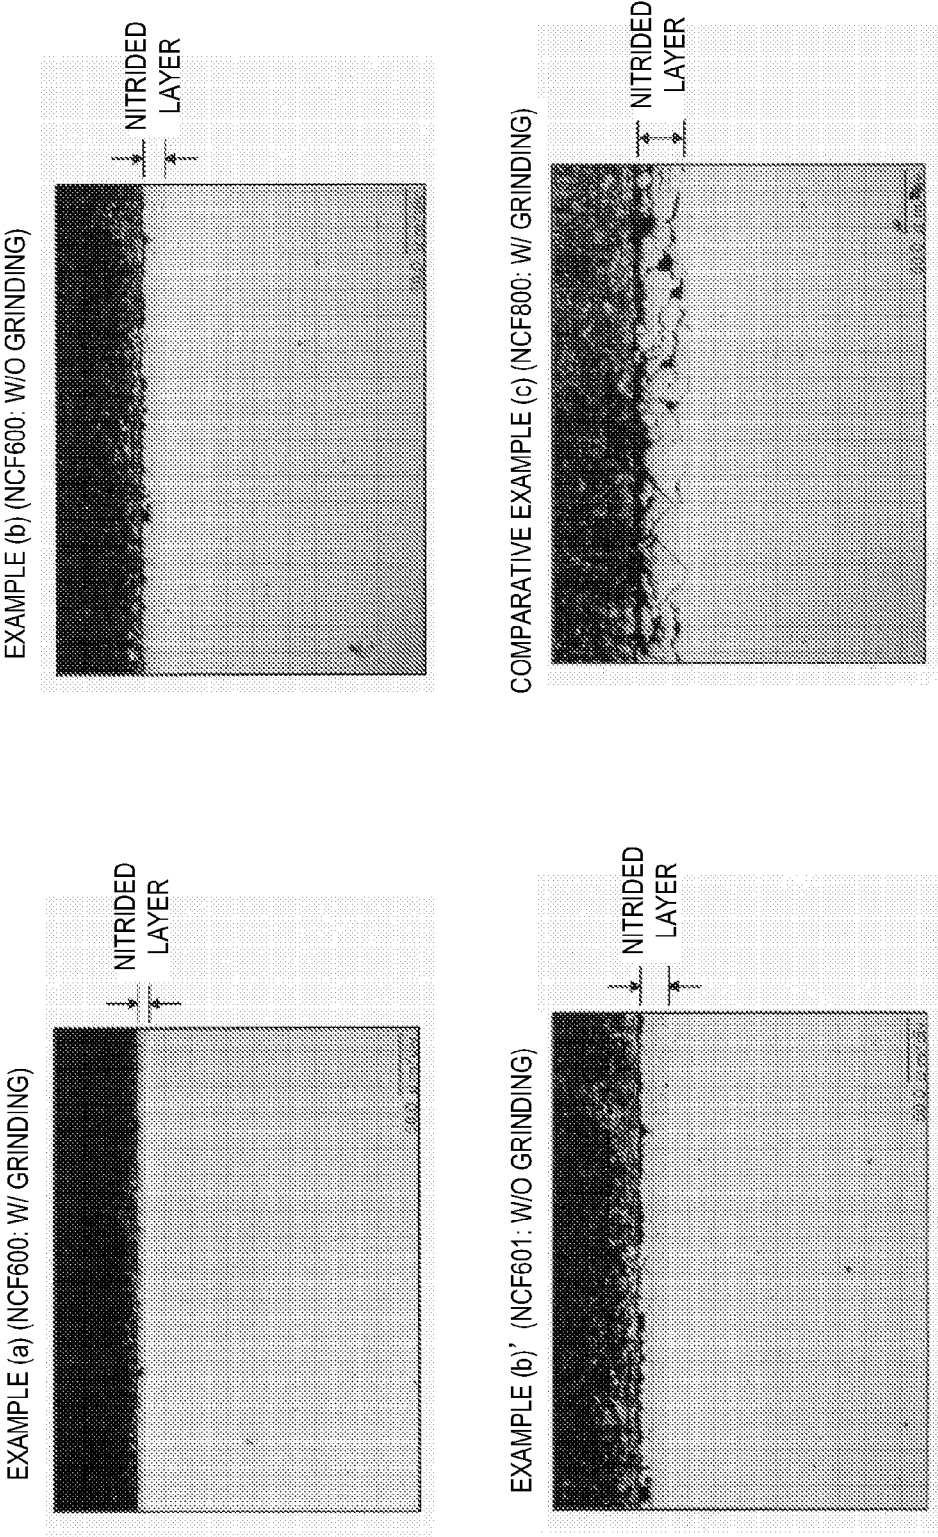 EXAMPLE (a) (NCF600: W/ GRINDING)
NITRIDED
LAYER
EXAMPLE (b) (NCF600: W/O GRINDING)
NITRIDED
LAYER
EXAMPLE (b)' (NCF601: W/O GRINDING)
NITRIDED
LAYER
COMPARATIVE EXAMPLE (c) (NCF800: W/ GRINDING)
NITRIDED
LAYER